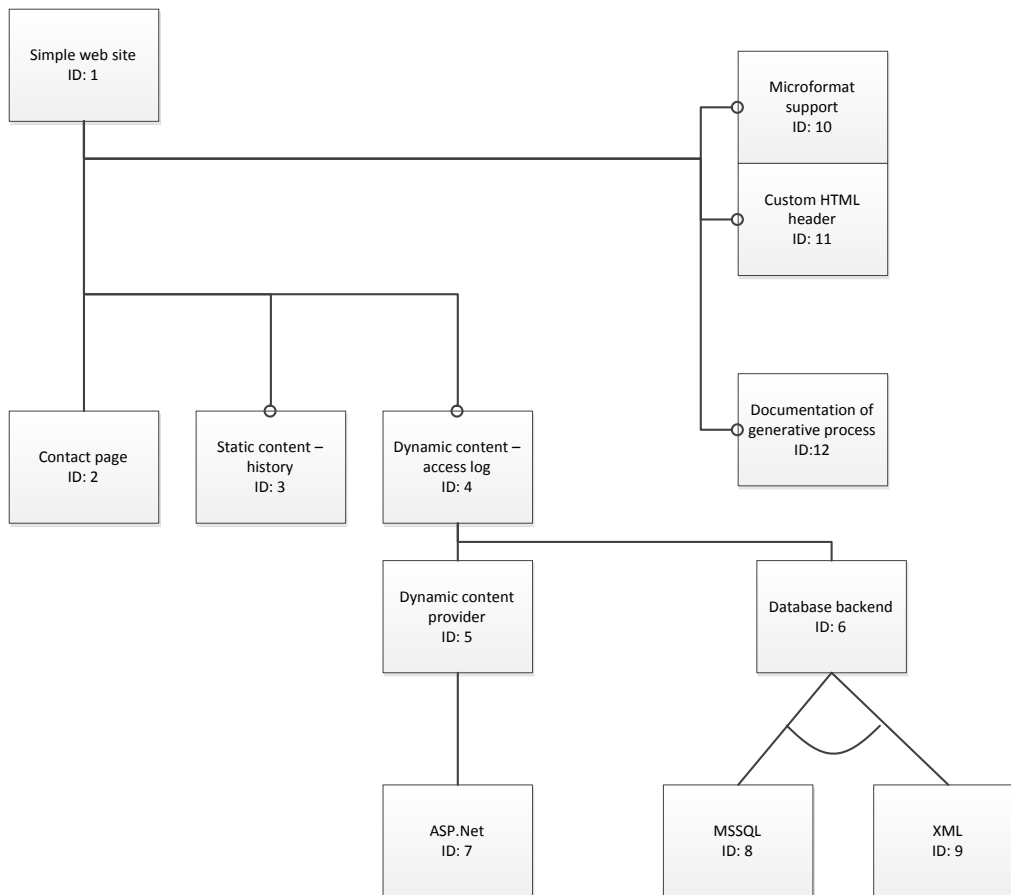 Simple web site
ID: 1
Microformat
support
ID: 10
Custom HTML
header
ID: 11
Documentation of
generative process
ID:12
Contact page
ID: 2
Static content –
history
ID: 3
Dynamic content –
access log
ID: 4
Dynamic content
provider
ID: 5
Database backend
ID: 6
ASP.Net
ID: 7
MSSQL
ID: 8
XML
ID: 9